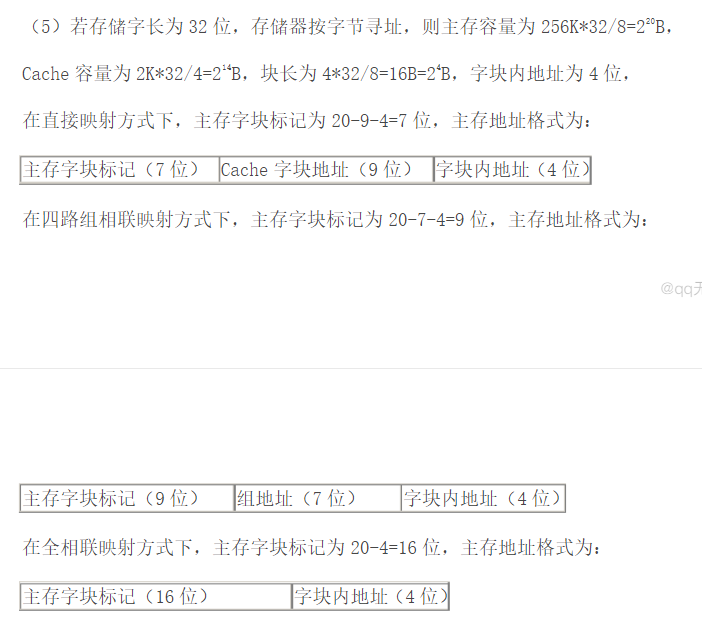 （5）若存储字长为 32 位，存储器按字节寻址，则主存容量为 256K*32/8=2²⁰B，
Cache 容量为 2K*32/4=2¹⁴B，块长为 4*32/8=16B=2⁴B，字块内地址为 4 位，
在直接映射方式下，主存字块标记为 20-9-4=7 位，主存地址格式为：
主存字块标记（7 位） Cache 字块地址（9 位） 字块内地址（4 位）
在四路组相联映射方式下，主存字块标记为 20-7-4=9 位，主存地址格式为：
@qq
主存字块标记（9 位） 组地址（7 位） 字块内地址（4 位）
在全相联映射方式下，主存字块标记为 20-4=16 位，主存地址格式为：
主存字块标记（16 位） 字块内地址（4 位）